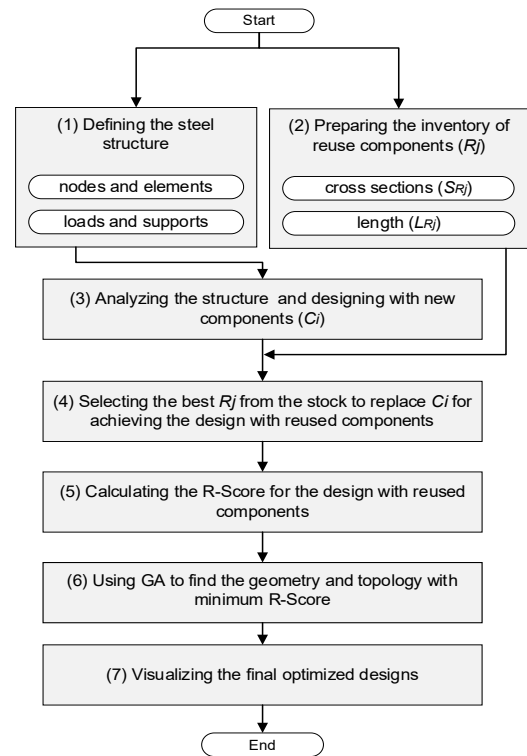 Start
(1) Defining the steel
structure
nodes and elements
loads and supports
(2) Preparing the inventory of
reuse components (Rj)
cross sections (SRj)
length (LRj)
(3) Analyzing the structure and designing with new
components (Ci)
(4) Selecting the best Rj from the stock to replace Ci for
achieving the design with reused components
(5) Calculating the R-Score for the design with reused
components
(6) Using GA to find the geometry and topology with
minimum R-Score
(7) Visualizing the final optimized designs
End